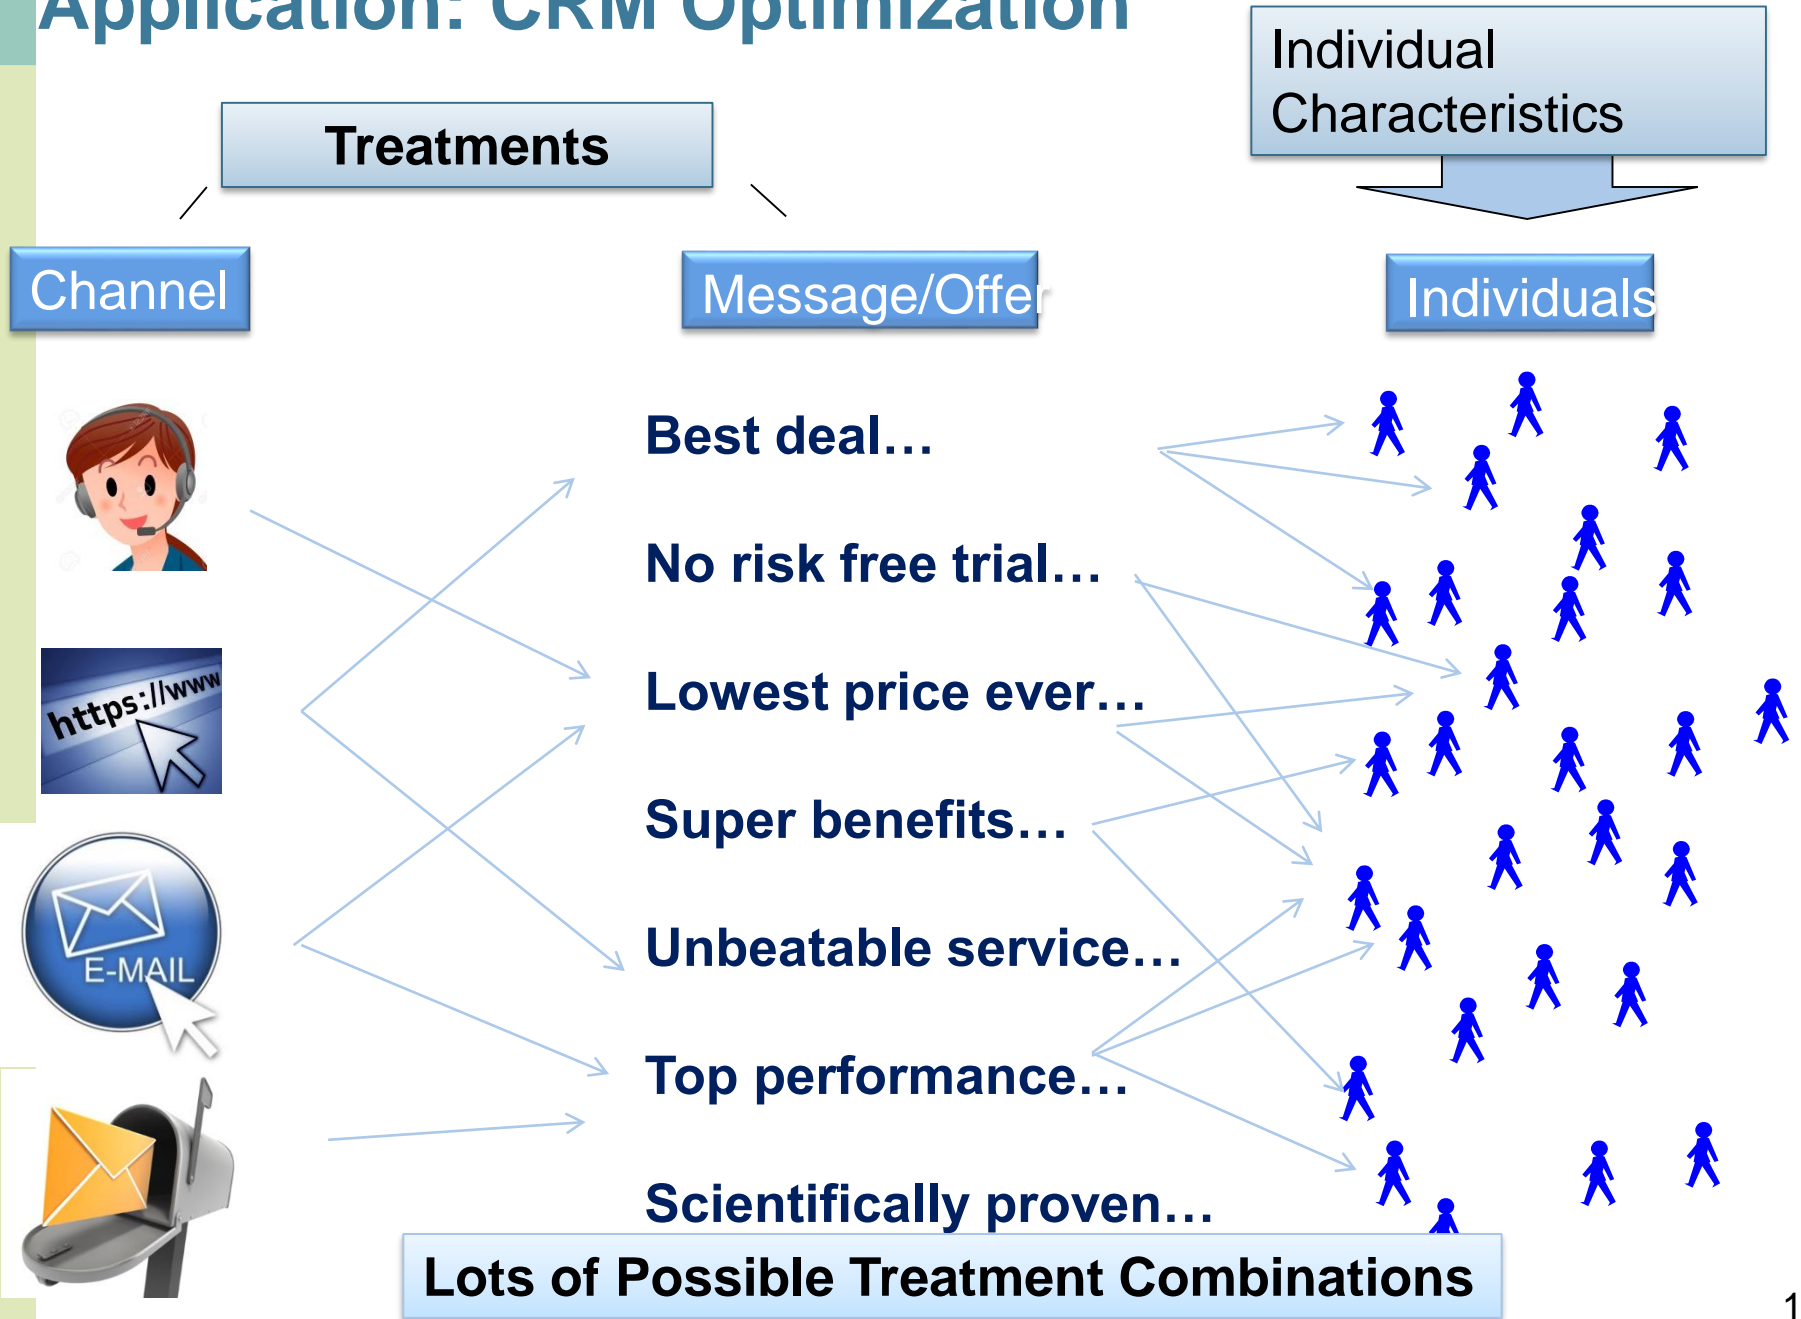 Application: CRM Optimization
Individual
Characteristics
Treatments
Channel
Message/Offer
Individuals
Best deal…
No risk free trial…
https://www
Lowest price ever…
Super benefits…
Unbeatable service…
E-MAIL
Top performance…
Scientifically proven…
Lots of Possible Treatment Combinations
1